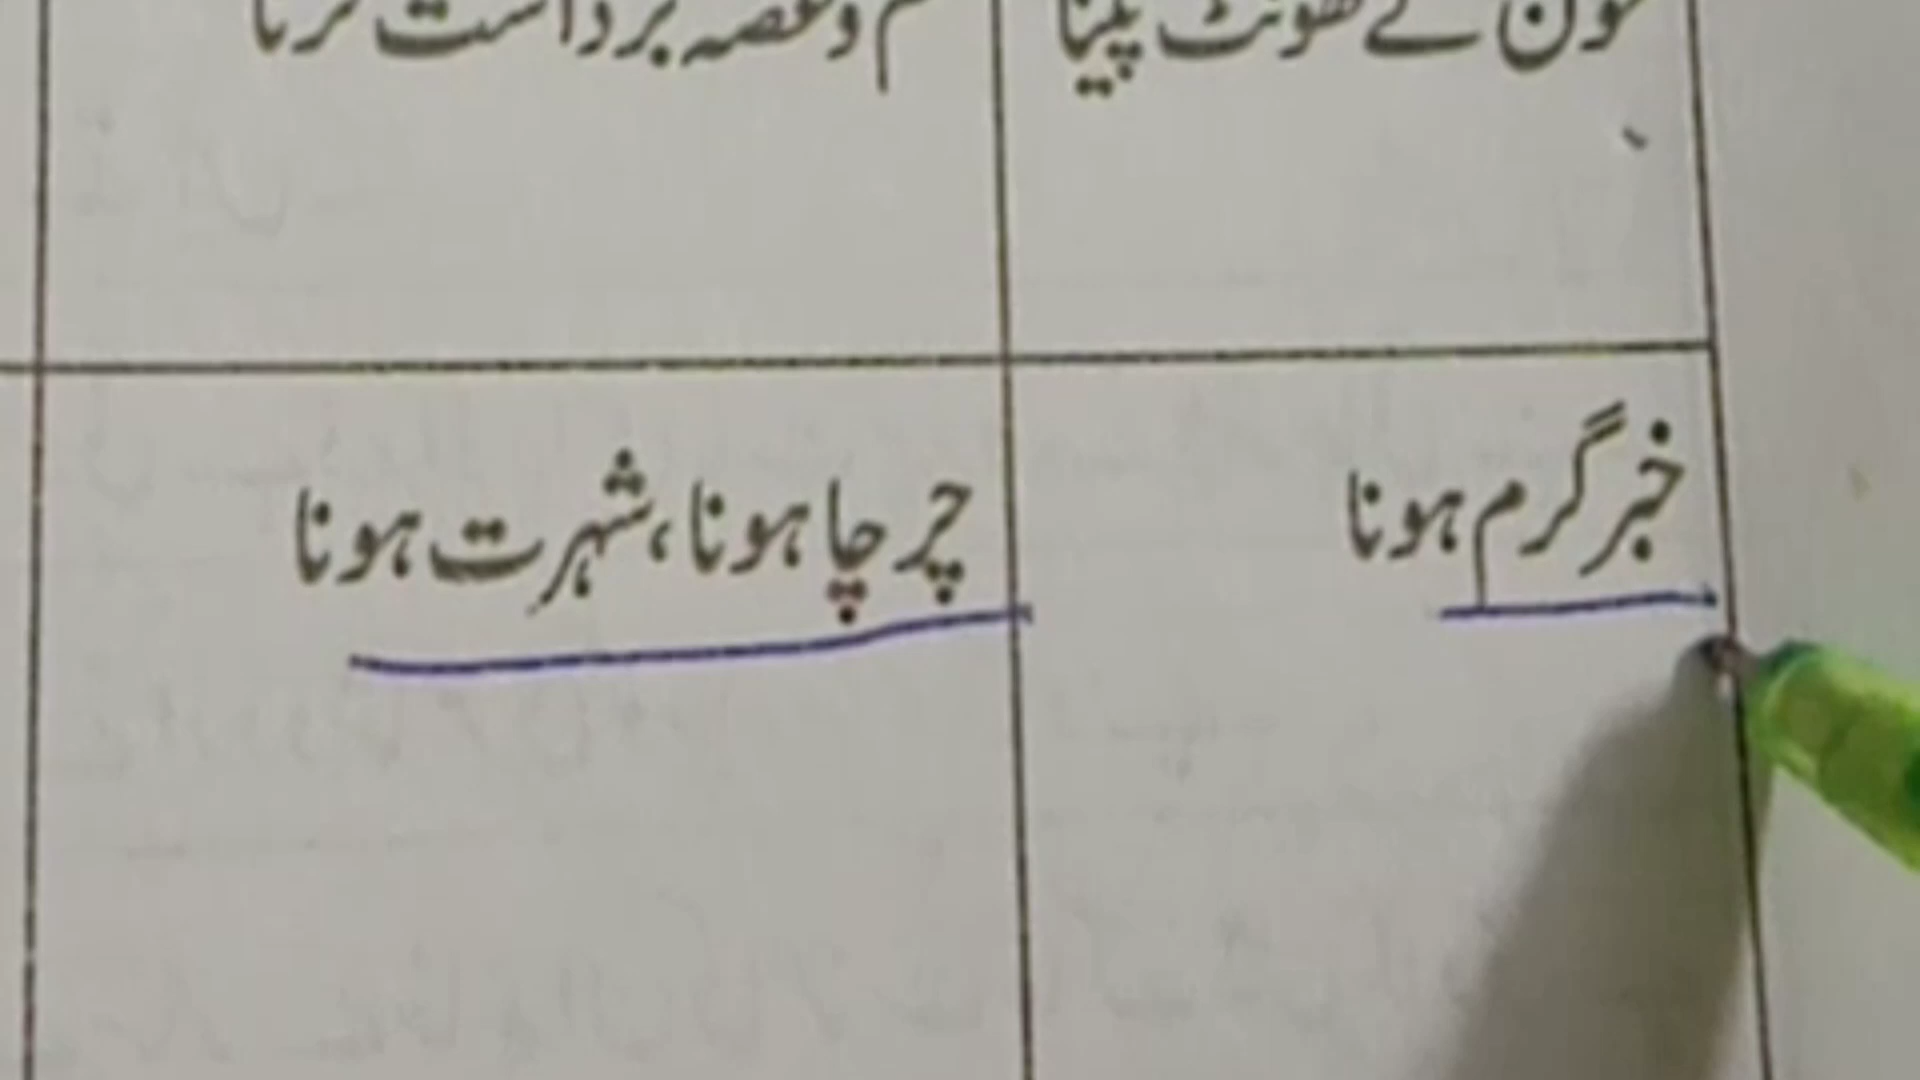 خون کے گھونٹ پینا
غم و غصہ برداشت کرنا
خبر گرم ہونا
چرچا ہونا، شہرت ہونا